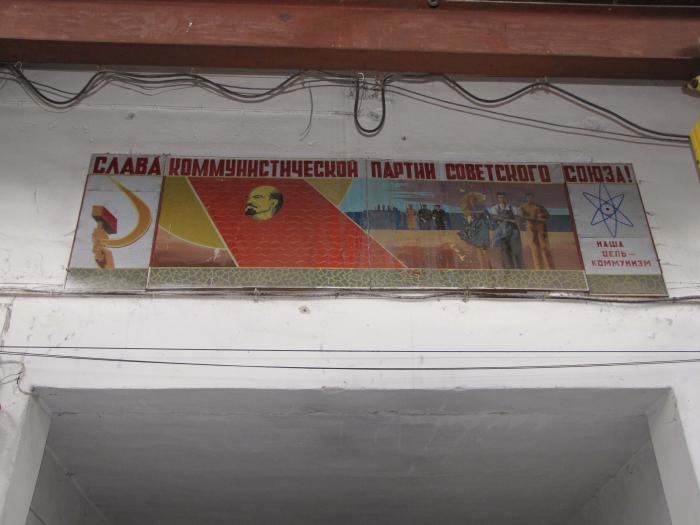 СЛАВА КОММУНИСТИЧЕСКОЙ ПАРТИИ СОВЕТСКОГО СОЮЗА!
НАША
ЦЕЛЬ—
КОММУНИЗМ